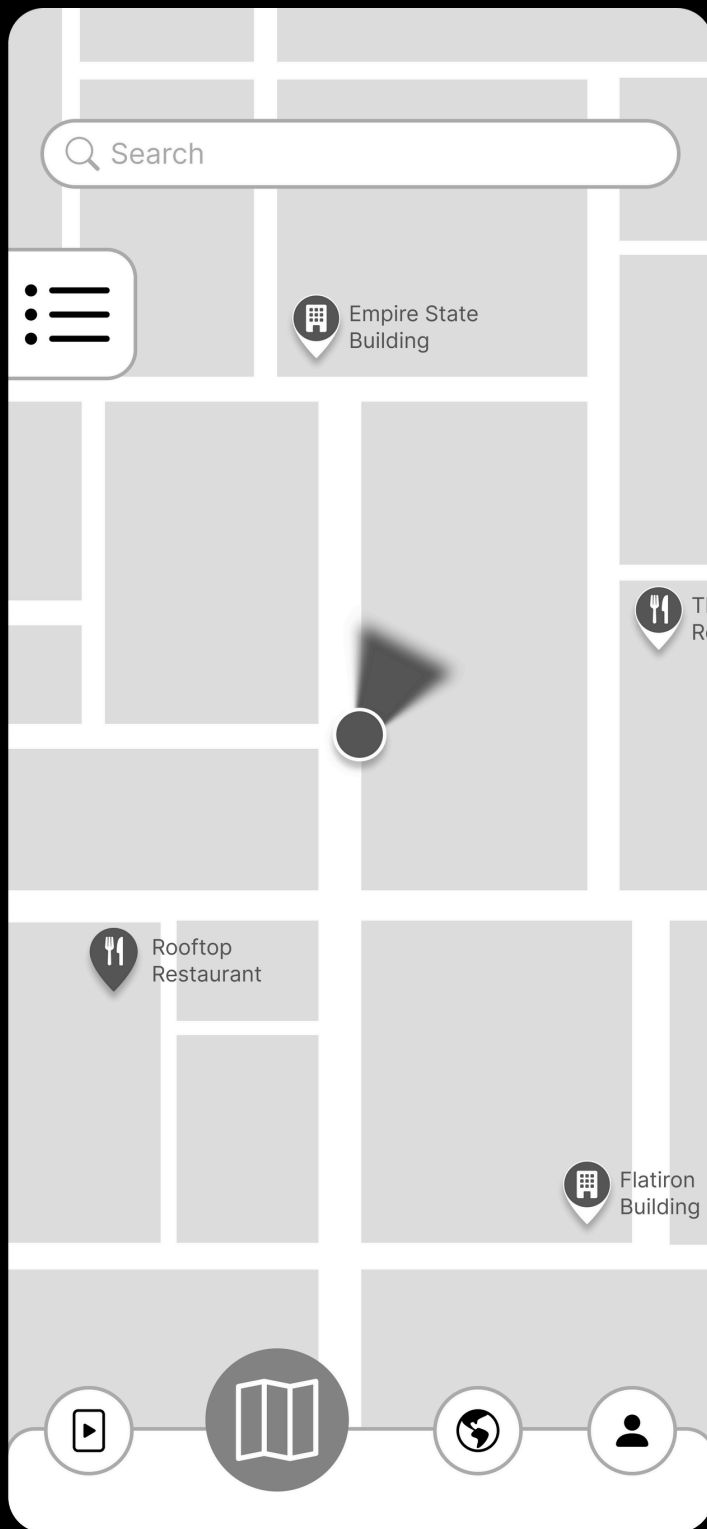 Search
Empire State
Building
Rooftop
Restaurant
Flatiron
Building